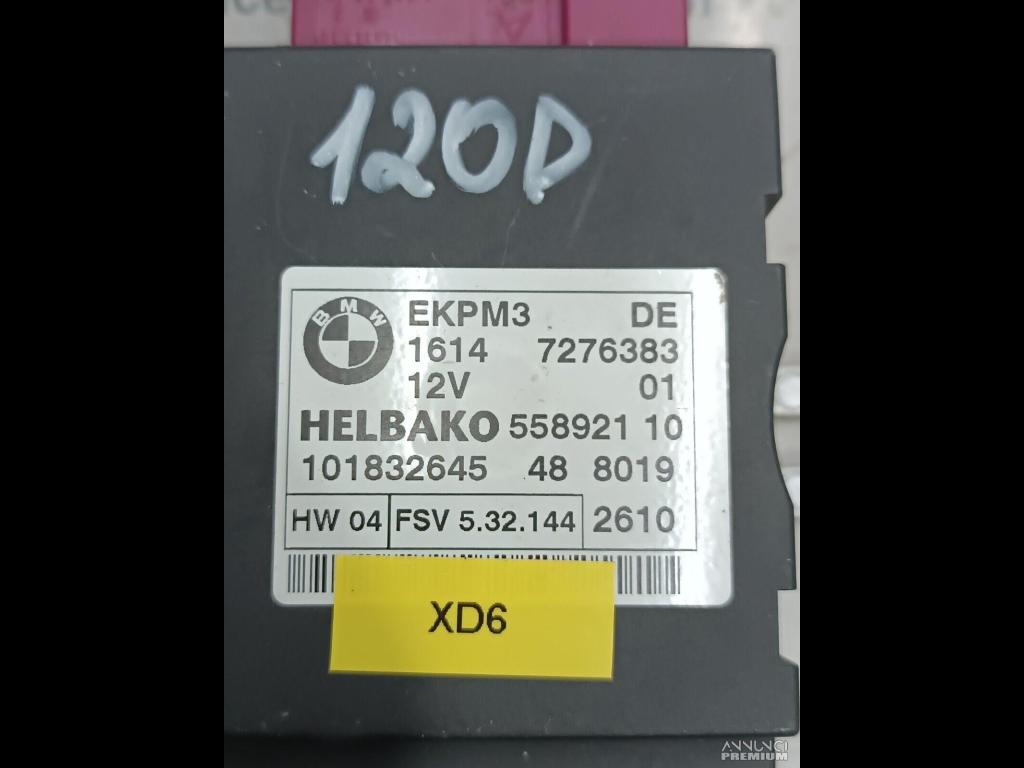 120D
BMW
EKPM3 DE
1614 7276383
12V 01
HELBAKO 558921 10
101832645 48 8019
HW 04 FSV 5.32.144 2610
XD6
ANNUNCI
PREMIUM